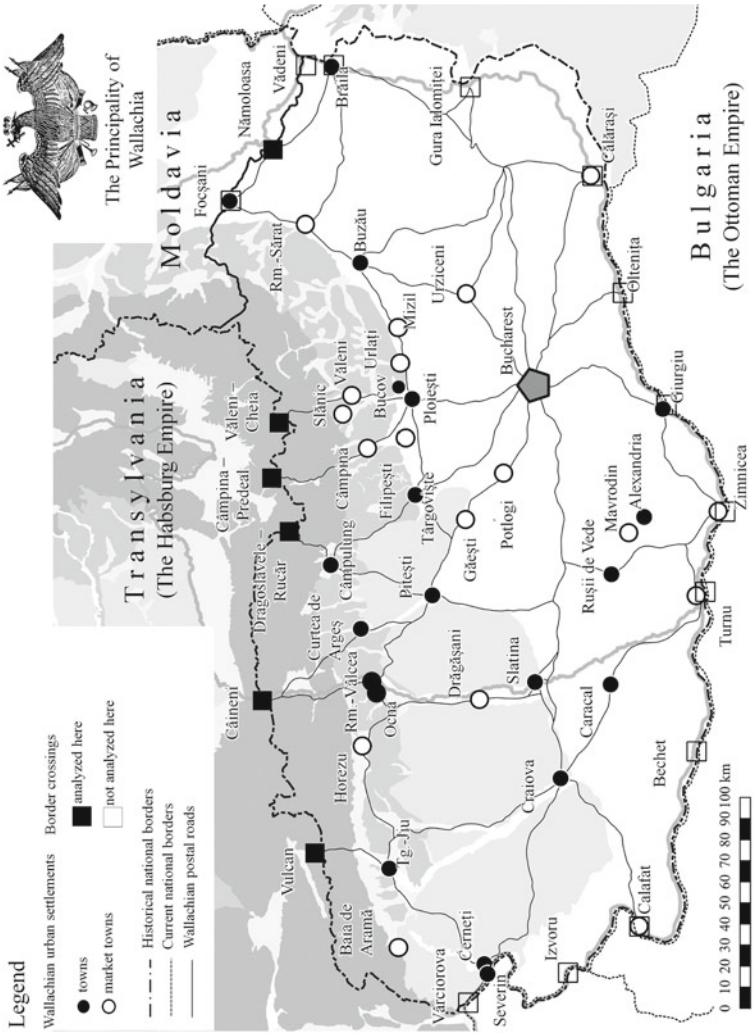 Legend
Wallachian urban settlements
towns
market towns
Border crossings
analyzed here
not analyzed here
Historical national borders
Current national borders
Wallachian postal roads
The Principality of
Wallachia
Transylvania
(The Habsburg Empire)
Moldavia
Bulgaria
(The Ottoman Empire)
Vulcan
Câineni
Dragoslavele –
Rucăr
Câmpina –
Predeal
Văleni –
Cheia
Focșani
Nămoloasa
Vădeni
Brăila
Baia de
Aramă
Tg.-Jiu
Horezu
Rm.-Vâlcea
Ocna
Curtea de
Argeș
Câmpulung
Pitești
Câmpina
Filipești
Târgoviște
Slănic
Văleni
Bucov
Ploiești
Urlați
Mizil
Buzău
Rm.-Sărat
Gura Ialomiței
Vârciorova
Cerneți
Severin
Izvoru
Calafat
Craiova
Drăgășani
Slatina
Caracal
Bechet
Găești
Potlogi
Bucharest
Urziceni
Rușii de Vede
Mavrodin
Alexandria
Turnu
Zimnicea
Giurgiu
Oltenița
Călărași
0 10 20 30 40 50 60 70 80 90 100 km